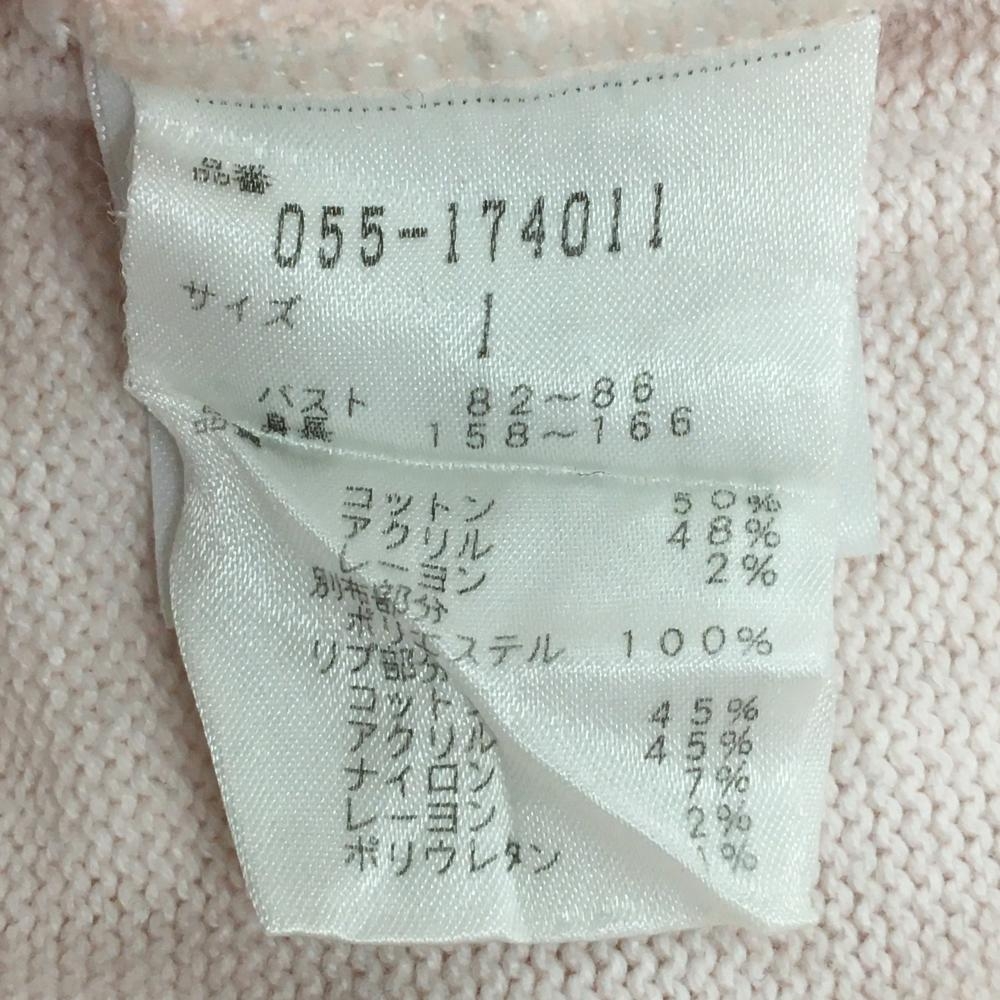 品番
055-174011
サイズ 1
バスト 82~86
身長 158~166
コットン 50%
アクリル 48%
レーヨン 2%
別布部分
ポリエステル 100%
リブ部分
コットン 45%
アクリル 45%
ナイロン 7%
レーヨン 2%
ポリウレタン 1%